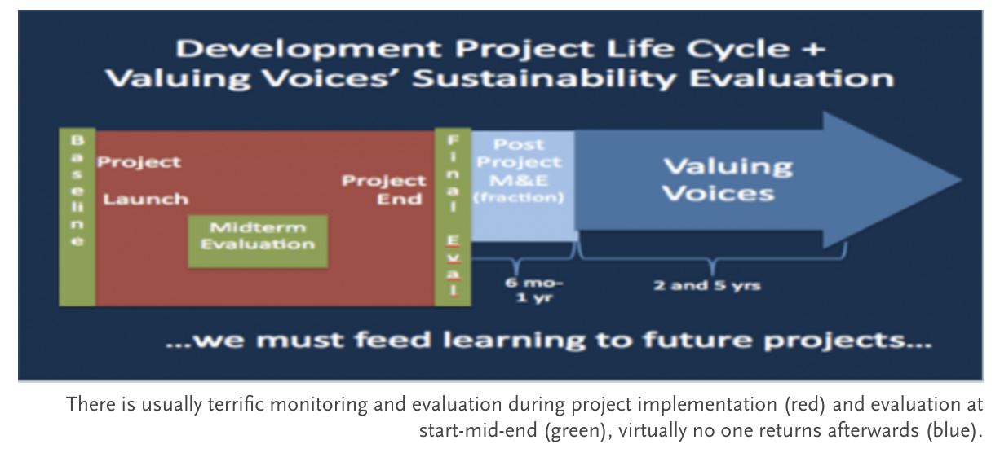 Development Project Life Cycle +
Valuing Voices’ Sustainability Evaluation
Baseline
Project
Launch
Midterm
Evaluation
Project
End
Final Eval
Post
Project
M&E
(fraction)
Valuing
Voices
6 mo-
1 yr
2 and 5 yrs
...we must feed learning to future projects...
There is usually terrific monitoring and evaluation during project implementation (red) and evaluation at
start-mid-end (green), virtually no one returns afterwards (blue).